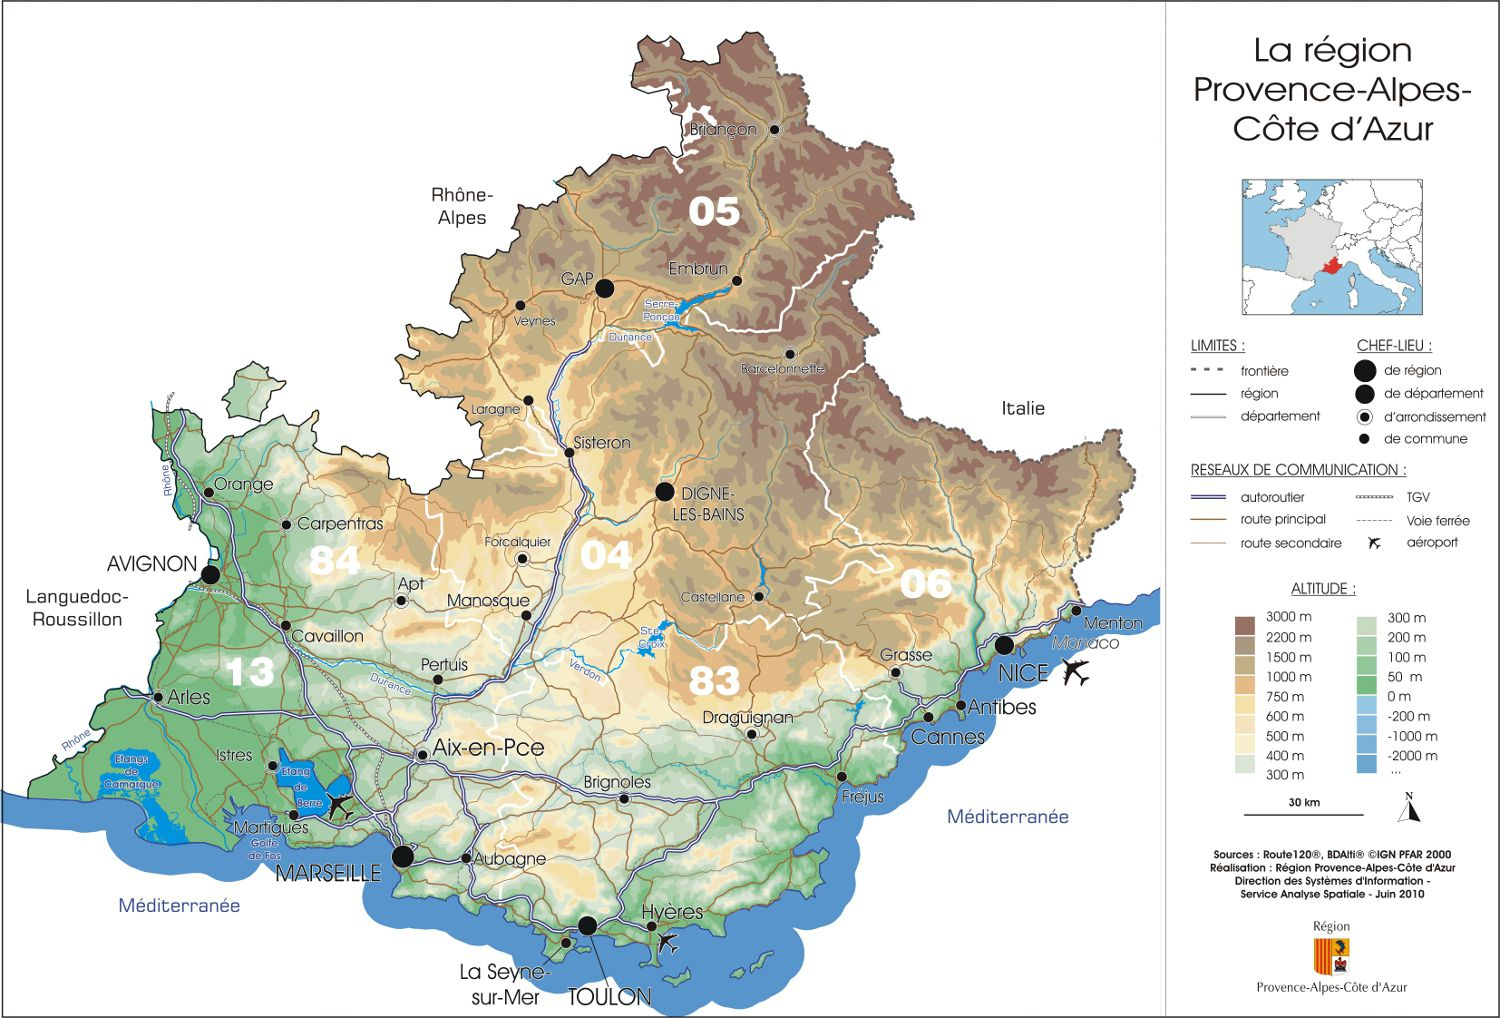 La région
Provence-Alpes-
Côte d'Azur
LIMITES :
frontière
région
département
CHEF-LIEU :
de région
de département
d'arrondissement
de commune
RESEAUX DE COMMUNICATION :
autoroutier
route principal
route secondaire
TGV
Voie ferrée
aéroport
ALTITUDE :
3000 m
2200 m
1500 m
1000 m
750 m
600 m
500 m
400 m
300 m
300 m
200 m
100 m
50 m
0 m
-200 m
-1000 m
-2000 m
...
30 km
N
Sources : Route120®, BDAlti® ©IGN PFAR 2000
Réalisation : Région Provence-Alpes-Côte d'Azur
Direction des Systèmes d'Information -
Service Analyse Spatiale - Juin 2010
Région
Provence-Alpes-Côte d'Azur
Briançon
Rhône-
Alpes
05
Embrun
GAP
Serre-
Ponçon
Veynes
Durance
Barcelonnette
Laragne
Italie
Sisteron
Rhône
Orange
DIGNE-
LES-BAINS
Carpentras
Forcalquier
84
04
AVIGNON
06
Apt
Languedoc-
Roussillon
Manosque
Castellane
Menton
Cavaillon
Ste-
Croix
Monaco
Grasse
Pertuis
13
Verdon
NICE
Durance
83
Arles
Antibes
Draguignan
Rhône
Cannes
Aix-en-Pce
Istres
Etangs
de
Camargue
Etang
de
Berre
Brignoles
Fréjus
Martigues
Méditerranée
Golfe
de Fos
Aubagne
MARSEILLE
Méditerranée
Hyères
La Seyne-
sur-Mer
TOULON